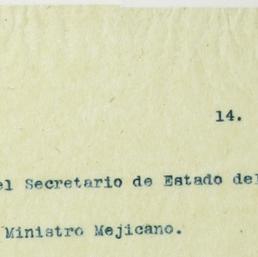 14.
el Secretario de Estado del
Ministro Mejicano.